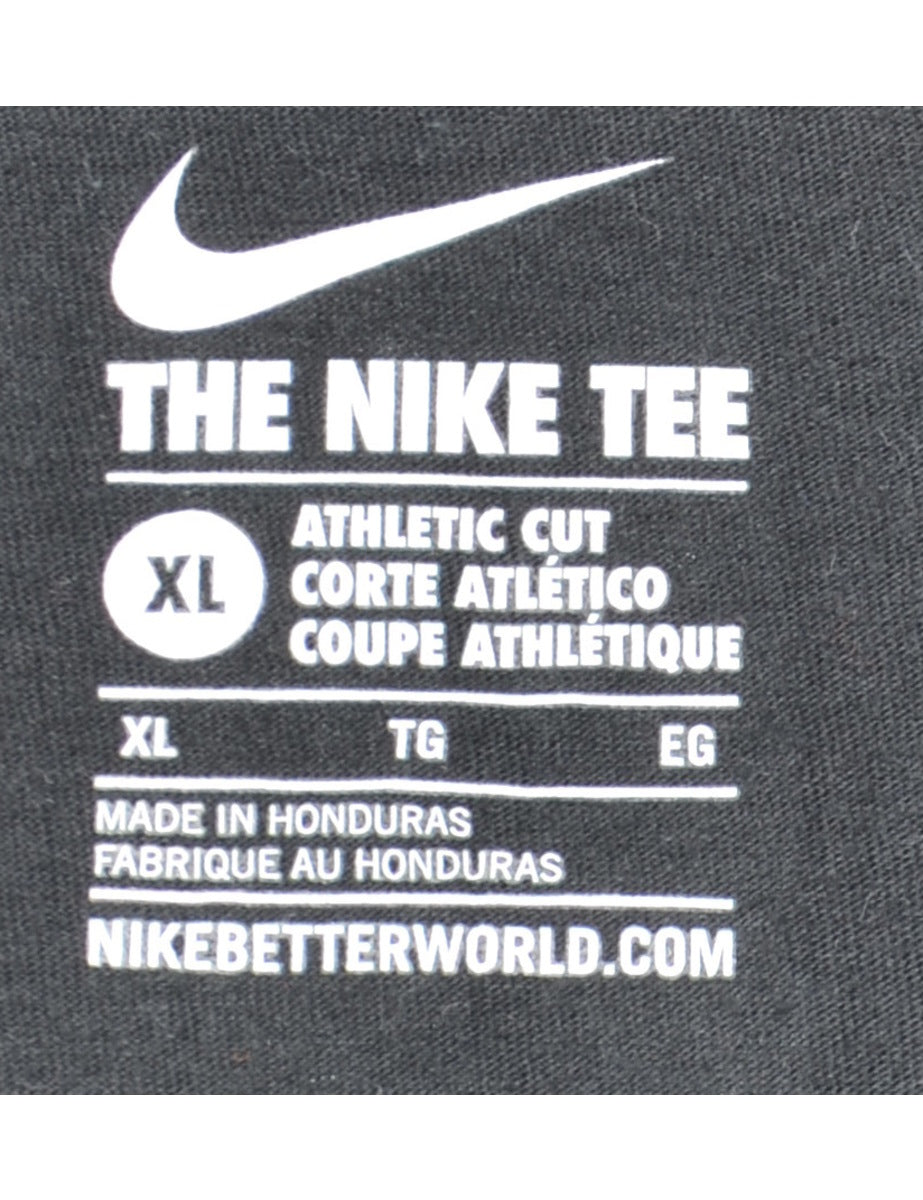 THE NIKE TEE
XL
ATHLETIC CUT
CORTE ATLÉTICO
COUPE ATHLÉTIQUE
XL TG EG
MADE IN HONDURAS
FABRIQUE AU HONDURAS
NIKEBETTERWORLD.COM